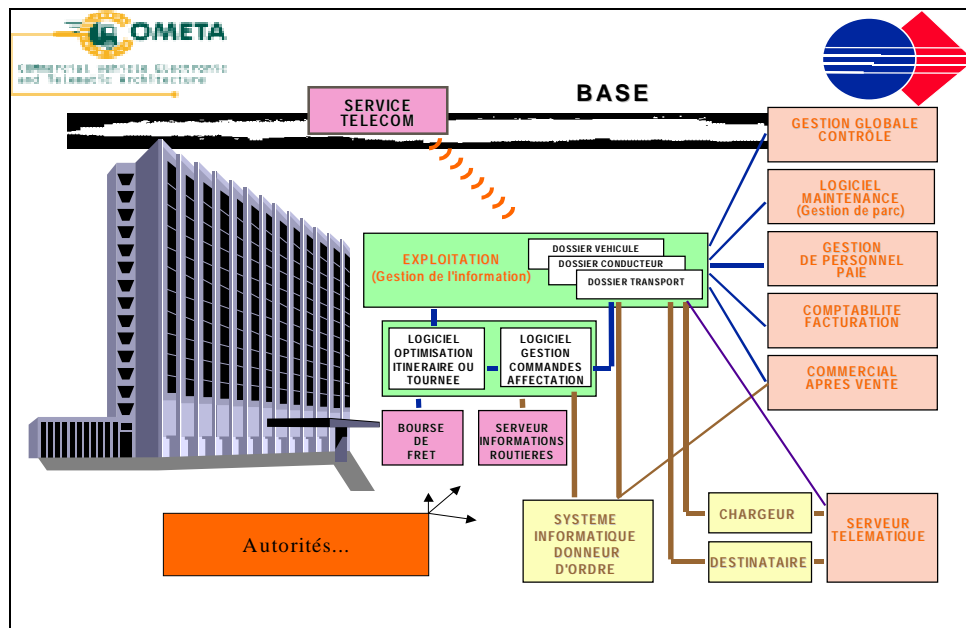 COMETA
COMmercial vehicle Electronic
and Telematic Architecture
BASE
SERVICE
TELECOM
GESTION GLOBALE
CONTRÔLE
LOGICIEL
MAINTENANCE
(Gestion de parc)
EXPLOITATION
(Gestion de l'information)
DOSSIER VEHICULE
DOSSIER CONDUCTEUR
DOSSIER TRANSPORT
GESTION
DE PERSONNEL
PAIE
COMPTABILITE
FACTURATION
LOGICIEL
OPTIMISATION
ITINERAIRE OU
TOURNEE
LOGICIEL
GESTION
COMMANDES
AFFECTATION
COMMERCIAL
APRES VENTE
BOURSE
DE
FRET
SERVEUR
INFORMATIONS
ROUTIERES
Autorités...
SYSTEME
INFORMATIQUE
DONNEUR
D'ORDRE
CHARGEUR
DESTINATAIRE
SERVEUR
TELEMATIQUE